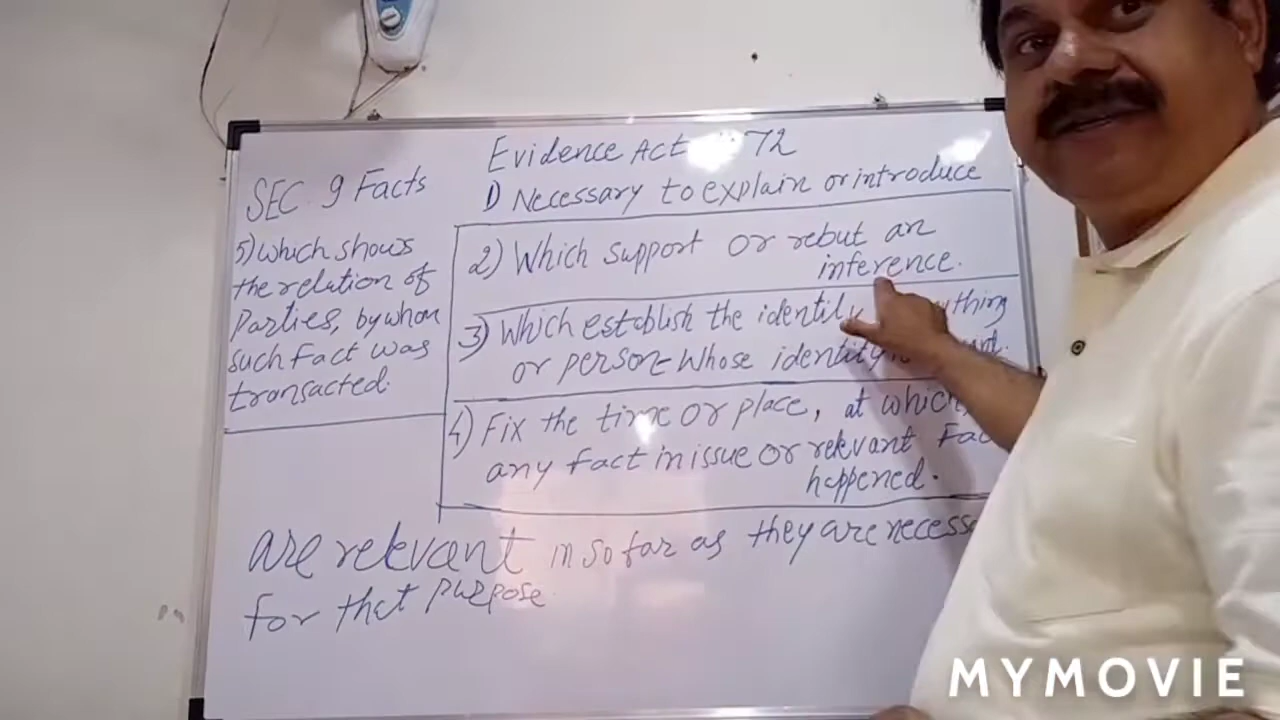 Evidence Act 72
SEC 9 Facts
1) Necessary to explain or introduce
2) Which support or rebut an
inference.
3) Which establish the identity
or person whose identity
4) Fix the time or place, at which
any fact in issue or relevant Fac
happened.
5) which shows
the relation of
Parties, by whom
such Fact was
transacted.
are relevant in so far as they are necess
for that purpose
MYMOVIE